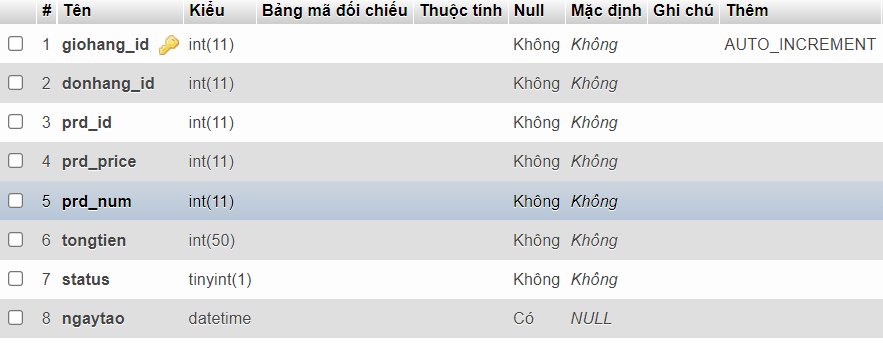 # Tên Kiểu Bảng mã đối chiếu Thuộc tính Null Mặc định Ghi chú Thêm
1 giohang_id int(11) Không Không AUTO_INCREMENT
2 donhang_id int(11) Không Không
3 prd_id int(11) Không Không
4 prd_price int(11) Không Không
5 prd_num int(11) Không Không
6 tongtien int(50) Không Không
7 status tinyint(1) Không Không
8 ngaytao datetime Có NULL